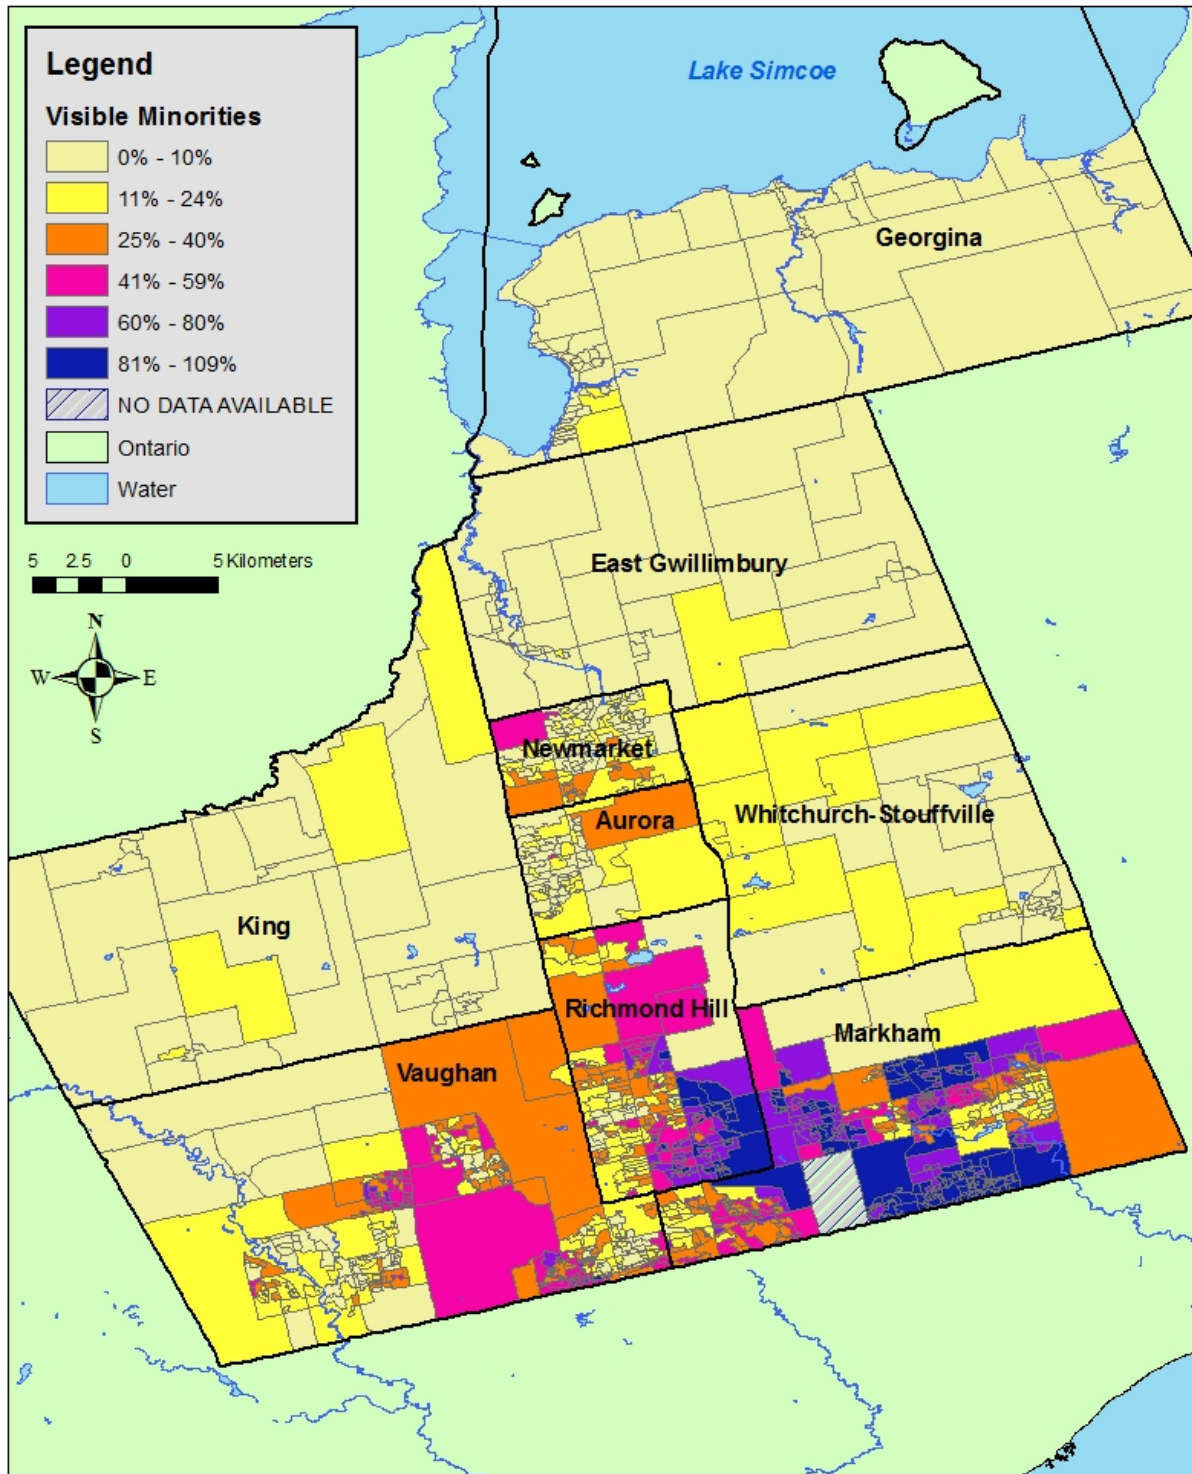 Legend
Visible Minorities
0% - 10%
11% - 24%
25% - 40%
41% - 59%
60% - 80%
81% - 109%
NO DATA AVAILABLE
Ontario
Water
5 2.5 0 5 Kilometers
N
W E
S
Lake Simcoe
Georgina
East Gwillimbury
Newmarket
Aurora
Whitchurch-Stouffville
King
Richmond Hill
Markham
Vaughan